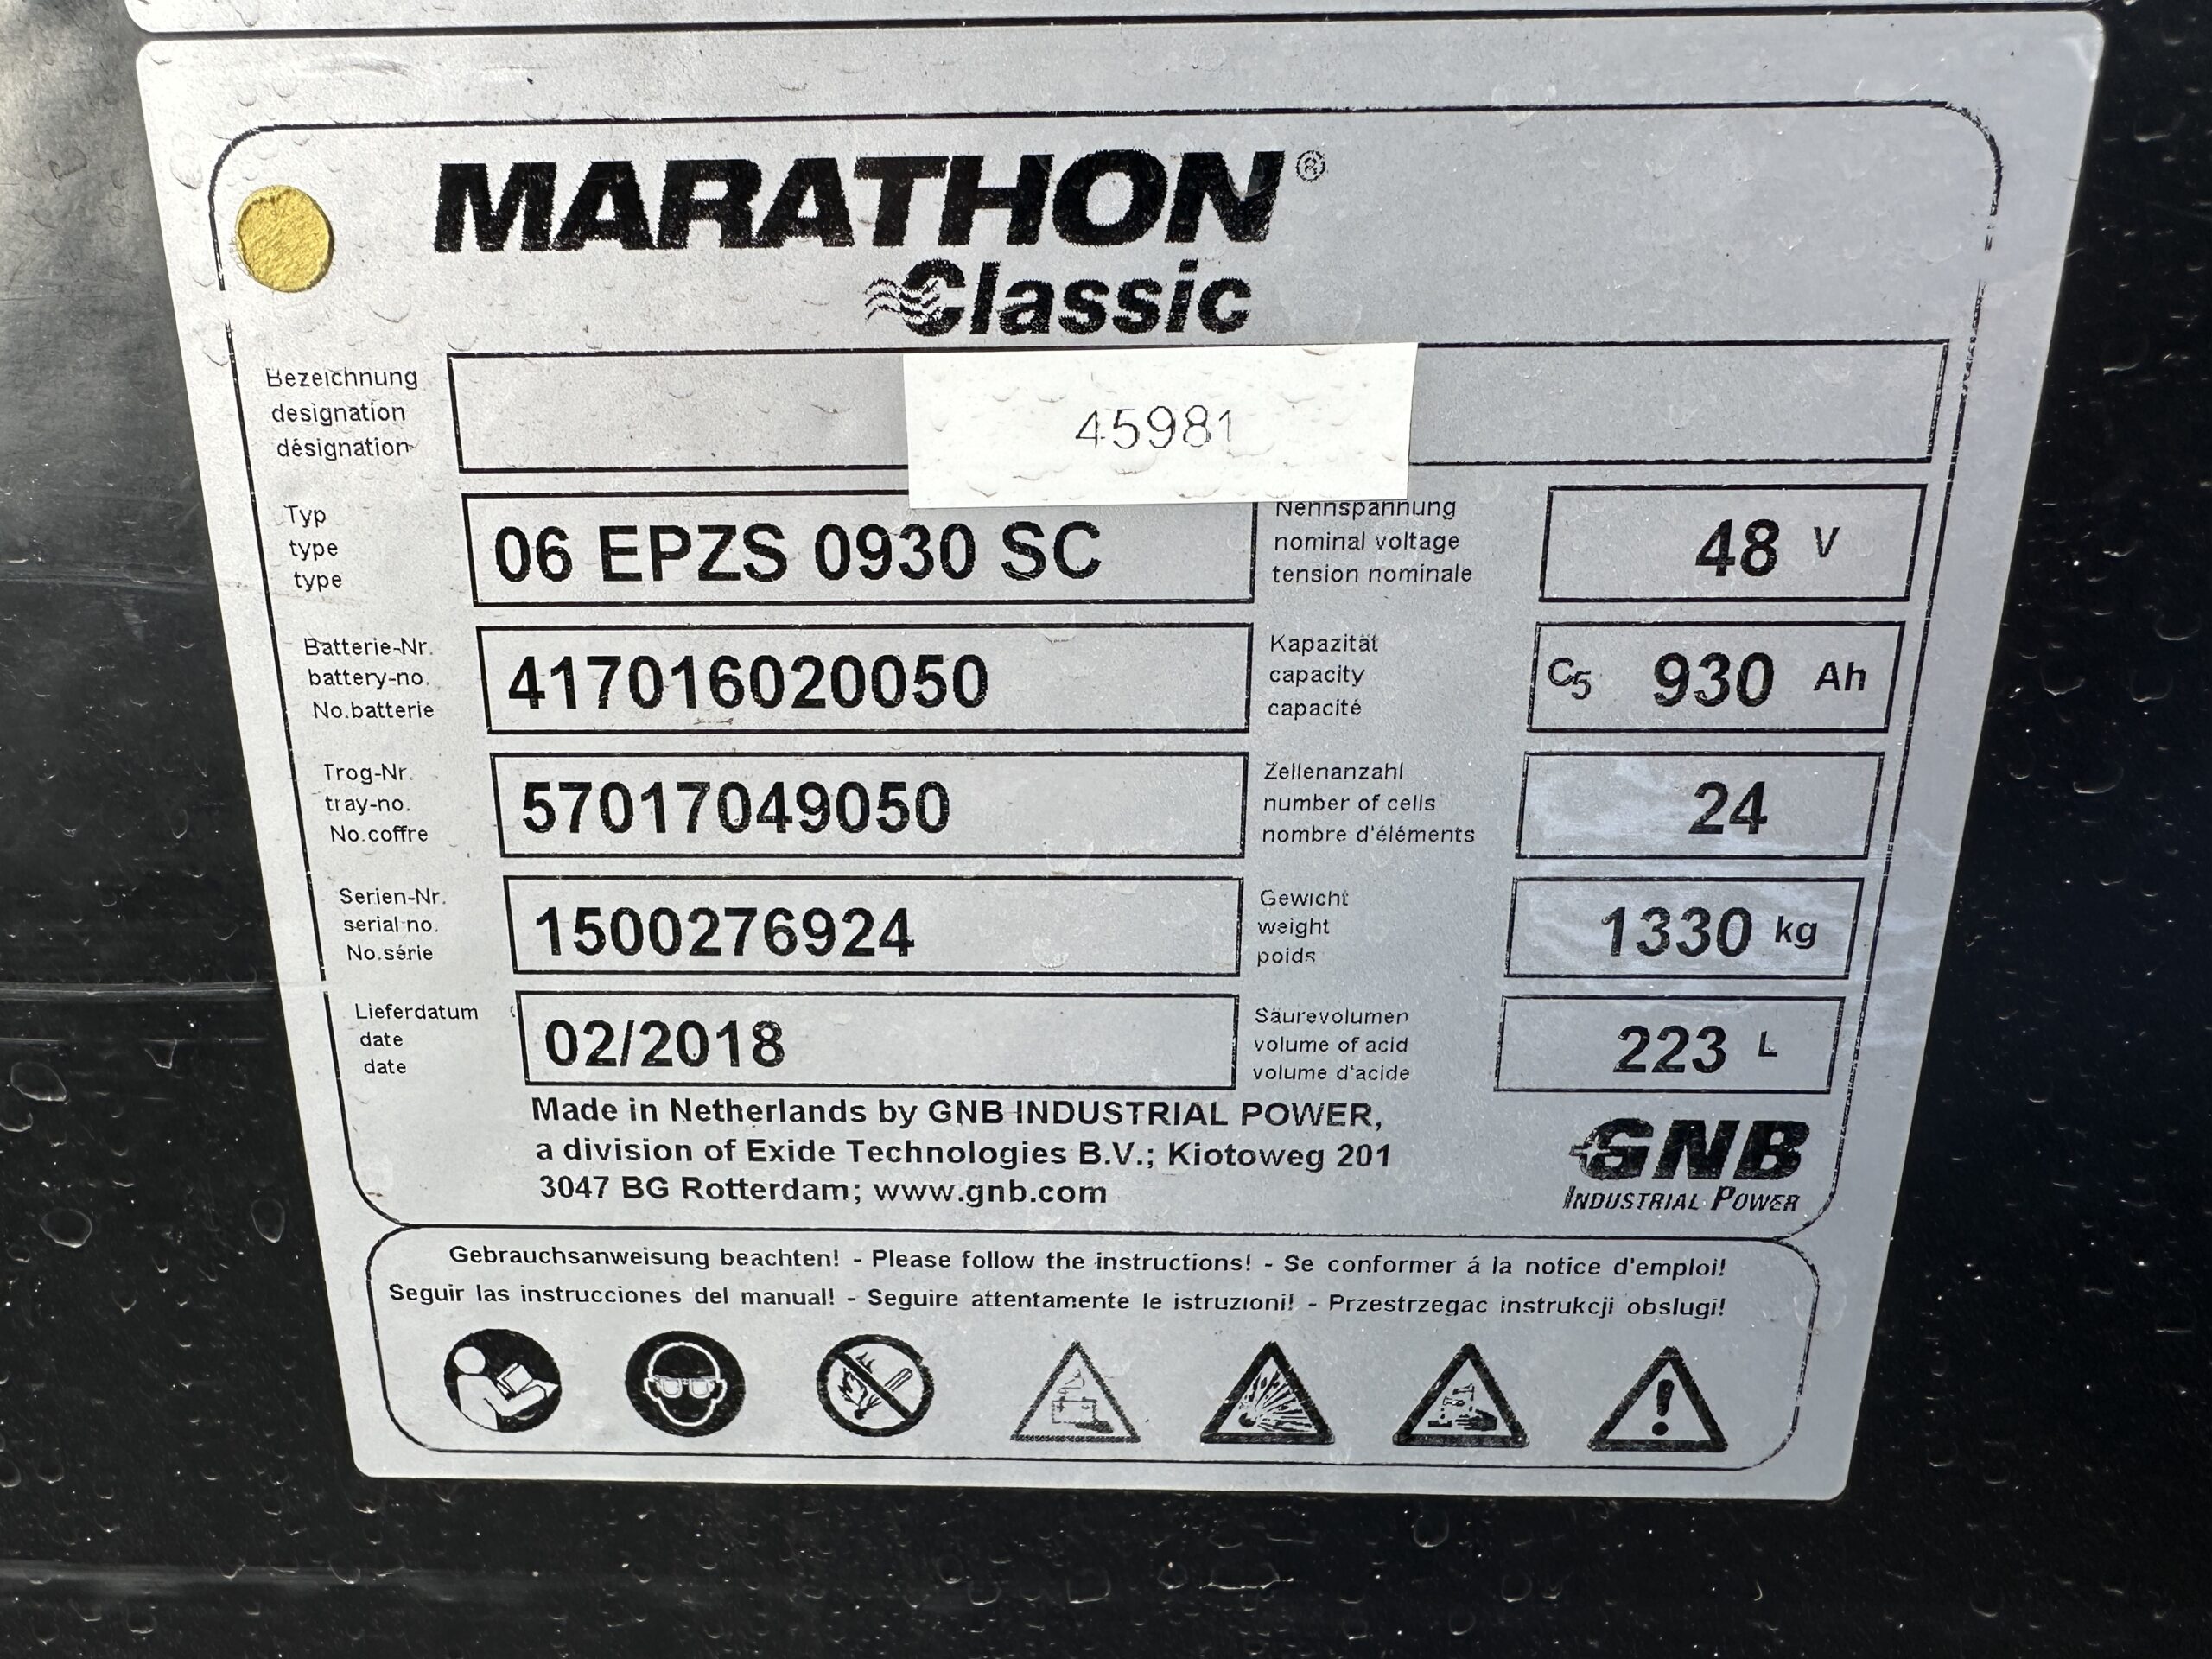 MARATHON®
Classic
Bezeichnung
designation
désignation
45981
Typ
type
type
06 EPZS 0930 SC
Nennspannung
nominal voltage
tension nominale
48 V
Batterie-Nr.
battery-no.
No.batterie
417016020050
Kapazität
capacity
capacité
C5 930 Ah
Trog-Nr.
tray-no.
No.coffre
57017049050
Zellenanzahl
number of cells
nombre d'éléments
24
Serien-Nr.
serial no.
No.série
1500276924
Gewicht
weight
poids
1330 kg
Lieferdatum
date
date
02/2018
Säurevolumen
volume of acid
volume d'acide
223 L
Made in Netherlands by GNB INDUSTRIAL POWER,
a division of Exide Technologies B.V.; Kiotoweg 201
3047 BG Rotterdam; www.gnb.com
GNB
INDUSTRIAL POWER
Gebrauchsanweisung beachten! - Please follow the instructions! - Se conformer á la notice d'emploi!
Seguir las instrucciones del manual! - Seguire attentamente le istruzioni! - Przestrzegac instrukcji obslugi!